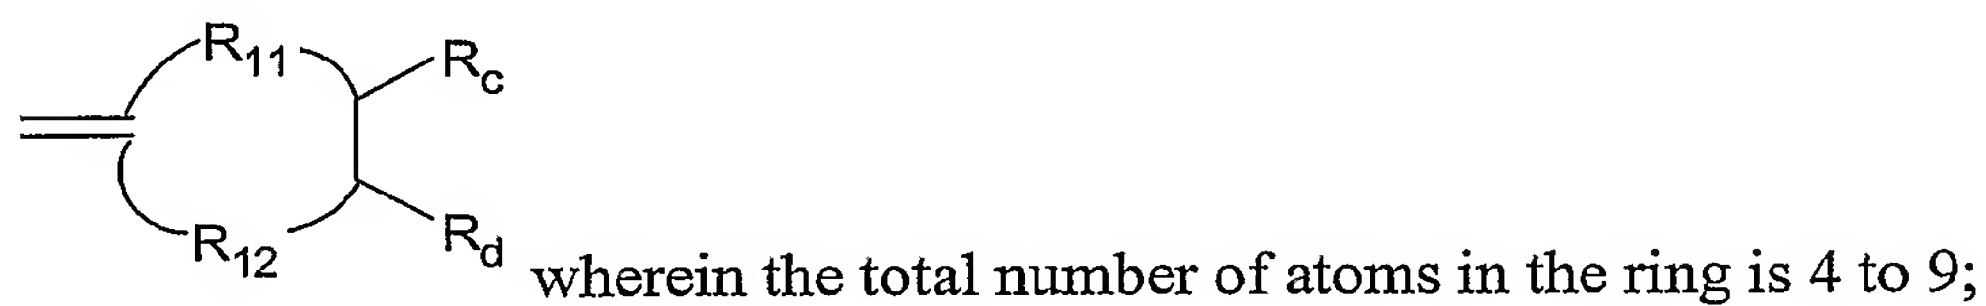 R11
Rc
R12
Rd
wherein the total number of atoms in the ring is 4 to 9;